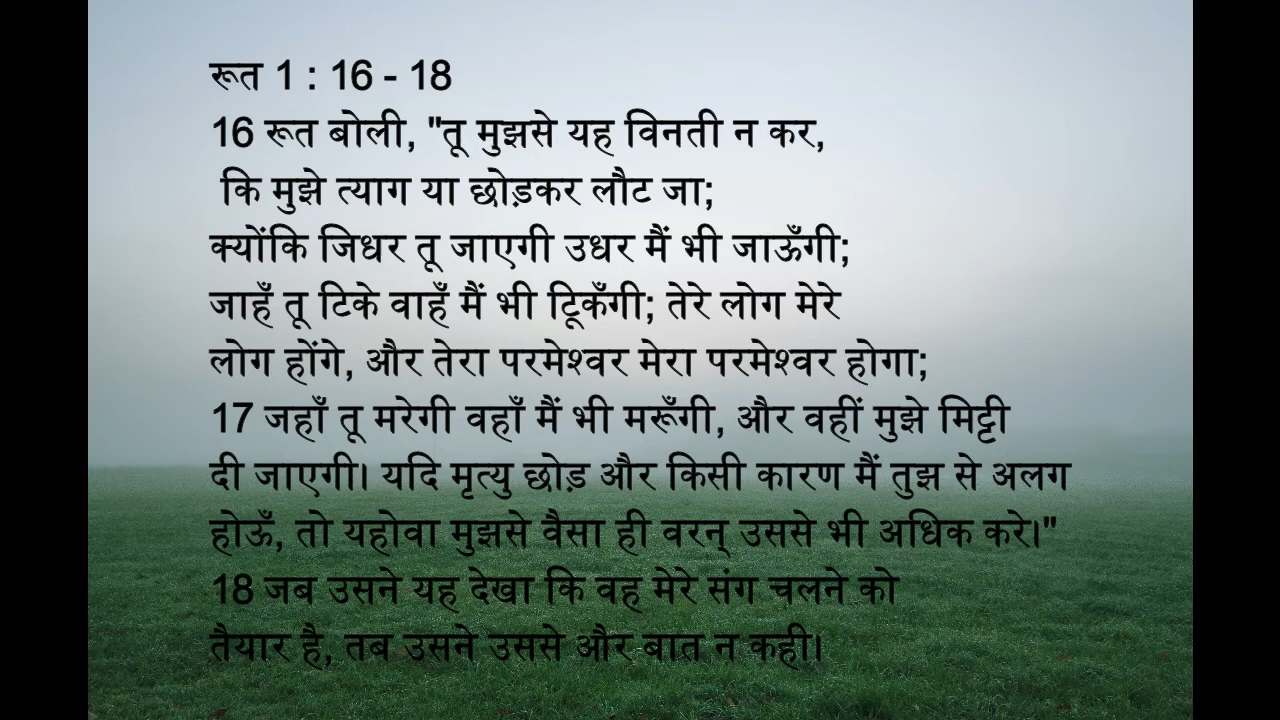 रूत 1 : 16 - 18
16 रूत बोली, "तू मुझसे यह विनती न कर,
कि मुझे त्याग या छोड़कर लौट जा;
क्योंकि जिधर तू जाएगी उधर मैं भी जाऊँगी;
जाहँ तू टिके वाहँ मैं भी टिूकँगी; तेरे लोग मेरे
लोग होंगे, और तेरा परमेश्वर मेरा परमेश्वर होगा;
17 जहाँ तू मरेगी वहाँ मैं भी मरूँगी, और वहीं मुझे मिट्टी
दी जाएगी। यदि मृत्यु छोड़ और किसी कारण मैं तुझ से अलग
होऊँ, तो यहोवा मुझसे वैसा ही वरन् उससे भी अधिक करे।"
18 जब उसने यह देखा कि वह मेरे संग चलने को
तैयार है, तब उसने उससे और बात न कही।